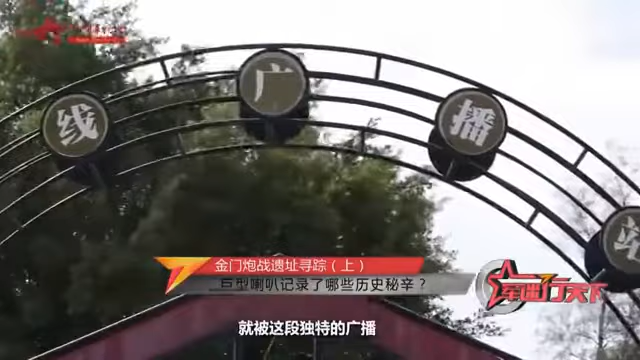 线广播站
金门炮战遗址寻踪（上）
巨型喇叭记录了哪些历史秘辛？
军迷行天下
就被这段独特的广播